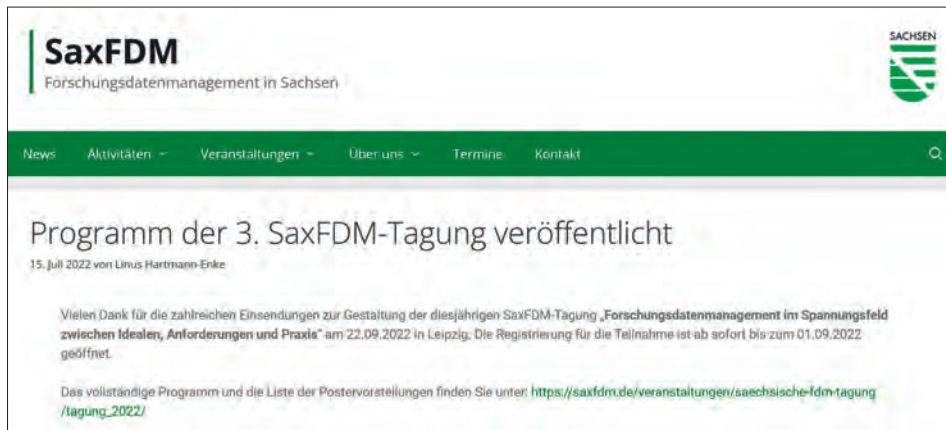 SaxFDM
Forschungsdatenmanagement in Sachsen
SACHSEN
News Aktivitäten Veranstaltungen Über uns Termine Kontakt
Programm der 3. SaxFDM-Tagung veröffentlicht
15. Juli 2022 von Linus Hartmann-Enke
Vielen Dank für die zahlreichen Einsendungen zur Gestaltung der diesjährigen SaxFDM-Tagung „Forschungsdatenmanagement im Spannungsfeld
zwischen Idealen, Anforderungen und Praxis“ am 22.09.2022 in Leipzig. Die Registrierung für die Teilnahme ist ab sofort bis zum 01.09.2022
geöffnet.
Das vollständige Programm und die Liste der Postervorstellungen finden Sie unter: https://saxfdm.de/veranstaltungen/saechsische-fdm-tagung
/tagung_2022/